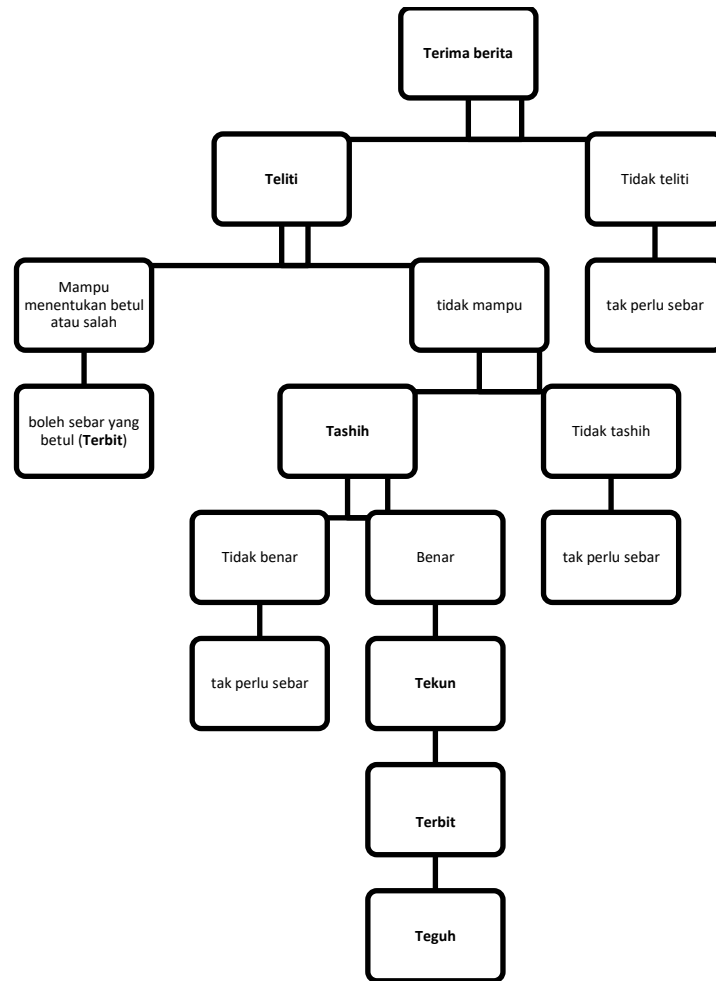 Terima berita
Teliti
Tidak teliti
Mampu
menentukan betul
atau salah
tidak mampu
tak perlu sebar
boleh sebar yang
betul (Terbit)
Tashih
Tidak tashih
Tidak benar
Benar
tak perlu sebar
tak perlu sebar
Tekun
Terbit
Teguh